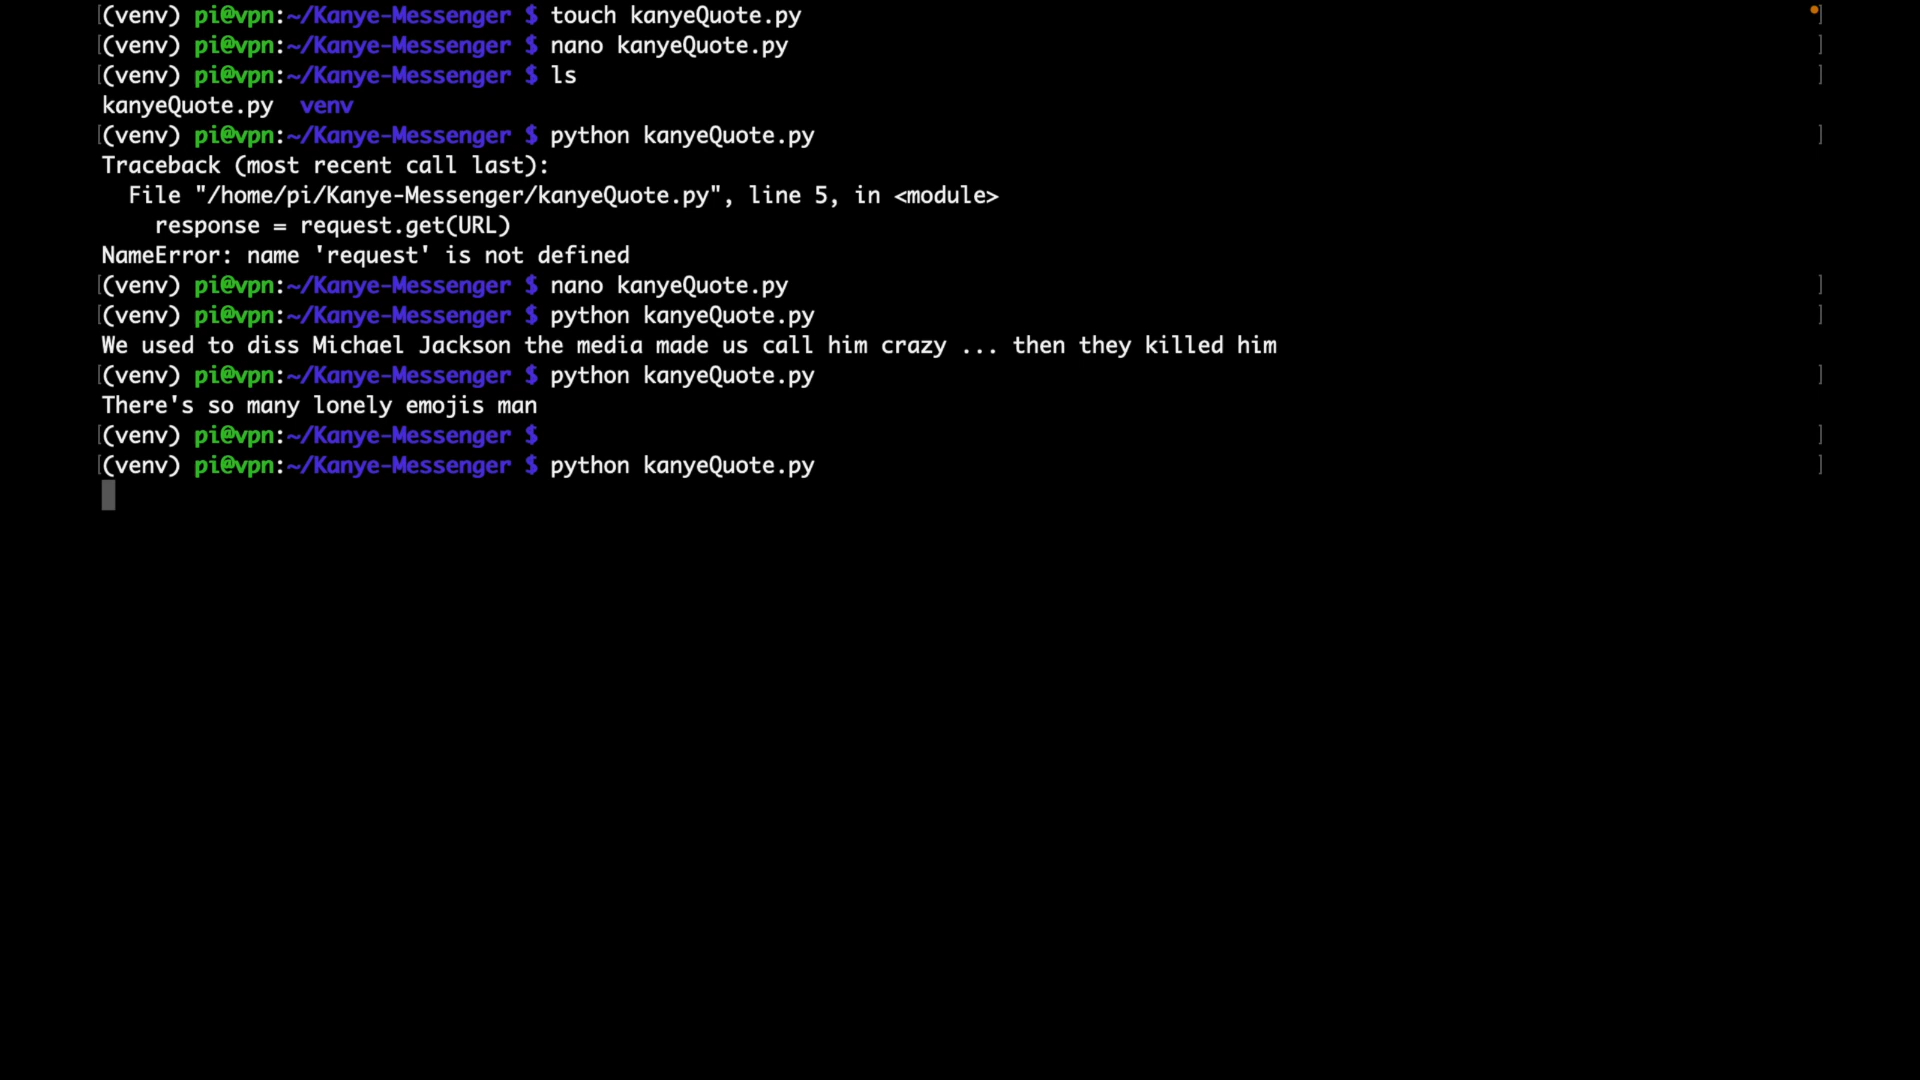 (venv) pi@vpn:~/Kanye-Messenger $ touch kanyeQuote.py
(venv) pi@vpn:~/Kanye-Messenger $ nano kanyeQuote.py
(venv) pi@vpn:~/Kanye-Messenger $ ls
kanyeQuote.py  venv
(venv) pi@vpn:~/Kanye-Messenger $ python kanyeQuote.py
Traceback (most recent call last):
  File "/home/pi/Kanye-Messenger/kanyeQuote.py", line 5, in <module>
    response = request.get(URL)
NameError: name 'request' is not defined
(venv) pi@vpn:~/Kanye-Messenger $ nano kanyeQuote.py
(venv) pi@vpn:~/Kanye-Messenger $ python kanyeQuote.py
We used to diss Michael Jackson the media made us call him crazy ... then they killed him
(venv) pi@vpn:~/Kanye-Messenger $ python kanyeQuote.py
There's so many lonely emojis man
(venv) pi@vpn:~/Kanye-Messenger $
(venv) pi@vpn:~/Kanye-Messenger $ python kanyeQuote.py